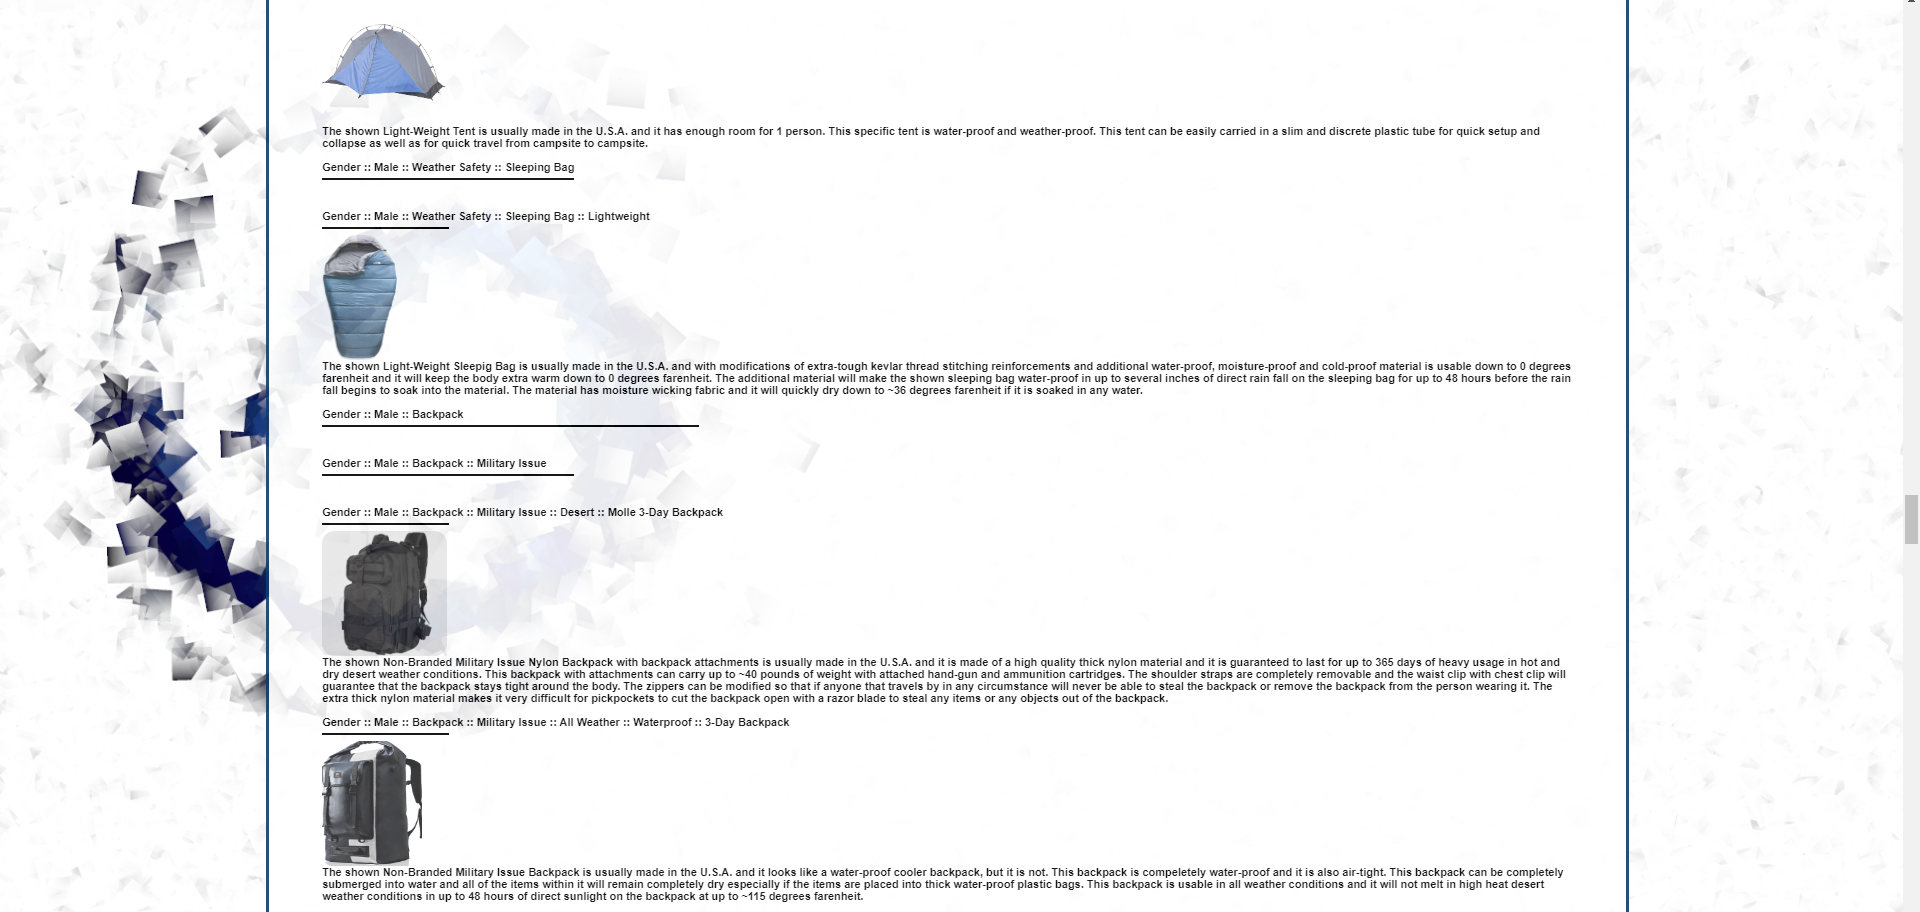 The shown Light-Weight Tent is usually made in the U.S.A. and it has enough room for 1 person. This specific tent is water-proof and weather-proof. This tent can be easily carried in a slim and discrete plastic tube for quick setup and
collapse as well as for quick travel from campsite to campsite.
Gender :: Male :: Weather Safety :: Sleeping Bag
Gender :: Male :: Weather Safety :: Sleeping Bag :: Lightweight
The shown Light-Weight Sleepig Bag is usually made in the U.S.A. and with modifications of extra-tough kevlar thread stitching reinforcements and additional water-proof, moisture-proof and cold-proof material is usable down to 0 degrees
farenheit and it will keep the body extra warm down to 0 degrees farenheit. The additional material will make the shown sleeping bag water-proof in up to several inches of direct rain fall on the sleeping bag for up to 48 hours before the rain
fall begins to soak into the material. The material has moisture wicking fabric and it will quickly dry down to ~36 degrees farenheit if it is soaked in any water.
Gender :: Male :: Backpack
Gender :: Male :: Backpack :: Military Issue
Gender :: Male :: Backpack :: Military Issue :: Desert :: Molle 3-Day Backpack
The shown Non-Branded Military Issue Nylon Backpack with backpack attachments is usually made in the U.S.A. and it is made of a high quality thick nylon material and it is guaranteed to last for up to 365 days of heavy usage in hot and
dry desert weather conditions. This backpack with attachments can carry up to ~40 pounds of weight with attached hand-gun and ammunition cartridges. The shoulder straps are completely removable and the waist clip with chest clip will
guarantee that the backpack stays tight around the body. The zippers can be modified so that if anyone that travels by in any circumstance will never be able to steal the backpack or remove the backpack from the person wearing it. The
extra thick nylon material makes it very difficult for pickpockets to cut the backpack open with a razor blade to steal any items or any objects out of the backpack.
Gender :: Male :: Backpack :: Military Issue :: All Weather :: Waterproof :: 3-Day Backpack
The shown Non-Branded Military Issue Backpack is usually made in the U.S.A. and it looks like a water-proof cooler backpack, but it is not. This backpack is compeletely water-proof and it is also air-tight. This backpack can be completely
submerged into water and all of the items within it will remain completely dry especially if the items are placed into thick water-proof plastic bags. This backpack is usable in all weather conditions and it will not melt in high heat desert
weather conditions in up to 48 hours of direct sunlight on the backpack at up to ~115 degrees farenheit.